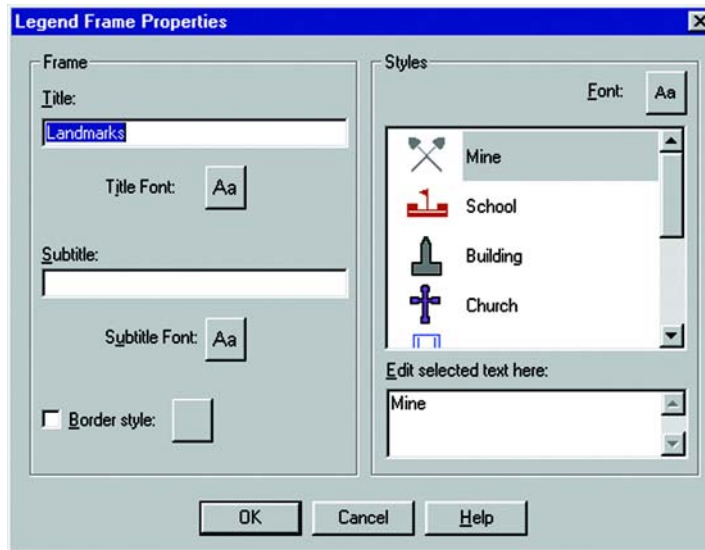 Legend Frame Properties
Frame
Title:
Landmarks
Title Font: Aa
Subtitle:
Subtitle Font: Aa
Border style:
Styles
Font: Aa
Mine
School
Building
Church
Edit selected text here:
Mine
OK Cancel Help